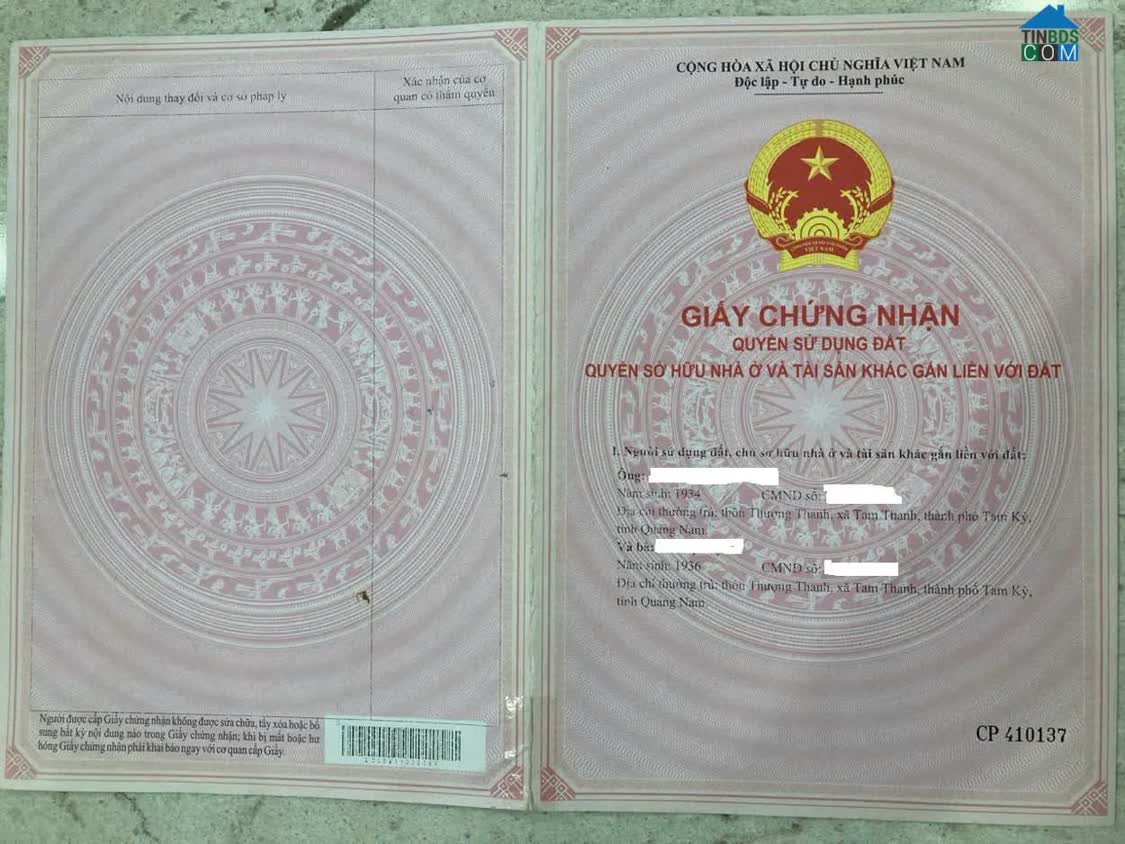 Nội dung thay đổi và cơ sở pháp lý
Xác nhận của cơ
quan có thẩm quyền
Người được cấp Giấy chứng nhận không được sửa chữa, tẩy xóa hoặc bổ
sung bất kỳ nội dung nào trong Giấy chứng nhận; khi bị mất hoặc hư
hỏng Giấy chứng nhận phải khai báo ngay với cơ quan cấp Giấy.
TINBDS
COM
CỘNG HÒA XÃ HỘI CHỦ NGHĨA VIỆT NAM
Độc lập - Tự do - Hạnh phúc
VIỆT NAM
GIẤY CHỨNG NHẬN
QUYỀN SỬ DỤNG ĐẤT
QUYỀN SỞ HỮU NHÀ Ở VÀ TÀI SẢN KHÁC GẮN LIỀN VỚI ĐẤT
I. Người sử dụng đất, chủ sở hữu nhà ở và tài sản khác gắn liền với đất:
Ông:
Năm sinh: 1934 CMND số:
Địa chỉ thường trú: thôn Thượng Thanh, xã Tam Thanh, thành phố Tam Kỳ,
tỉnh Quảng Nam.
Và bà:
Năm sinh: 1936 CMND số:
Địa chỉ thường trú: thôn Thượng Thanh, xã Tam Thanh, thành phố Tam Kỳ,
tỉnh Quảng Nam.
CP 410137